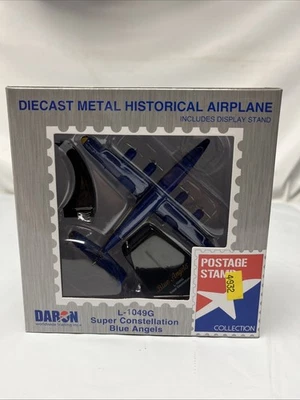 DIECAST METAL HISTORICAL AIRPLANE
INCLUDES DISPLAY STAND
POSTAGE
STAMP
4932
COLLECTION
DARON
L-1049G
Super Constellation
Blue Angels